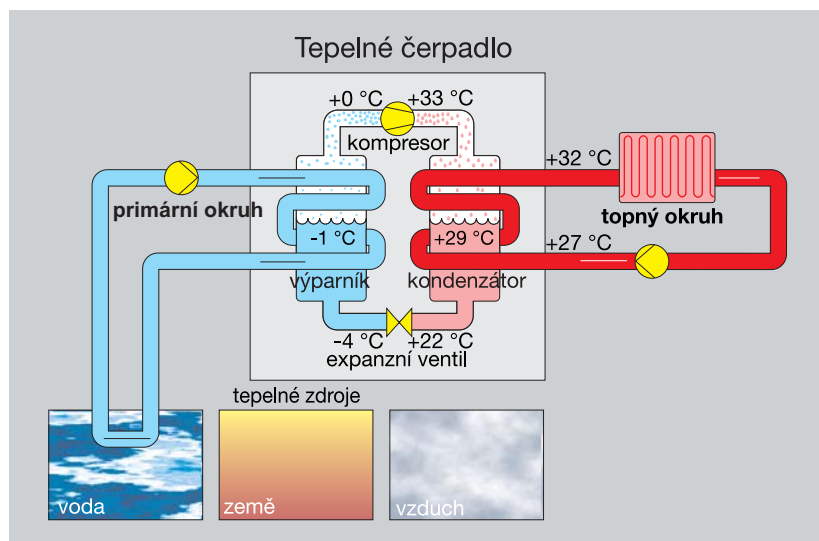 Tepelné čerpadlo
+0 °C
+33 °C
kompresor
+32 °C
primární okruh
topný okruh
-1 °C
+29 °C
+27 °C
výparník
kondenzátor
-4 °C
+22 °C
expanzní ventil
tepelné zdroje
voda
země
vzduch